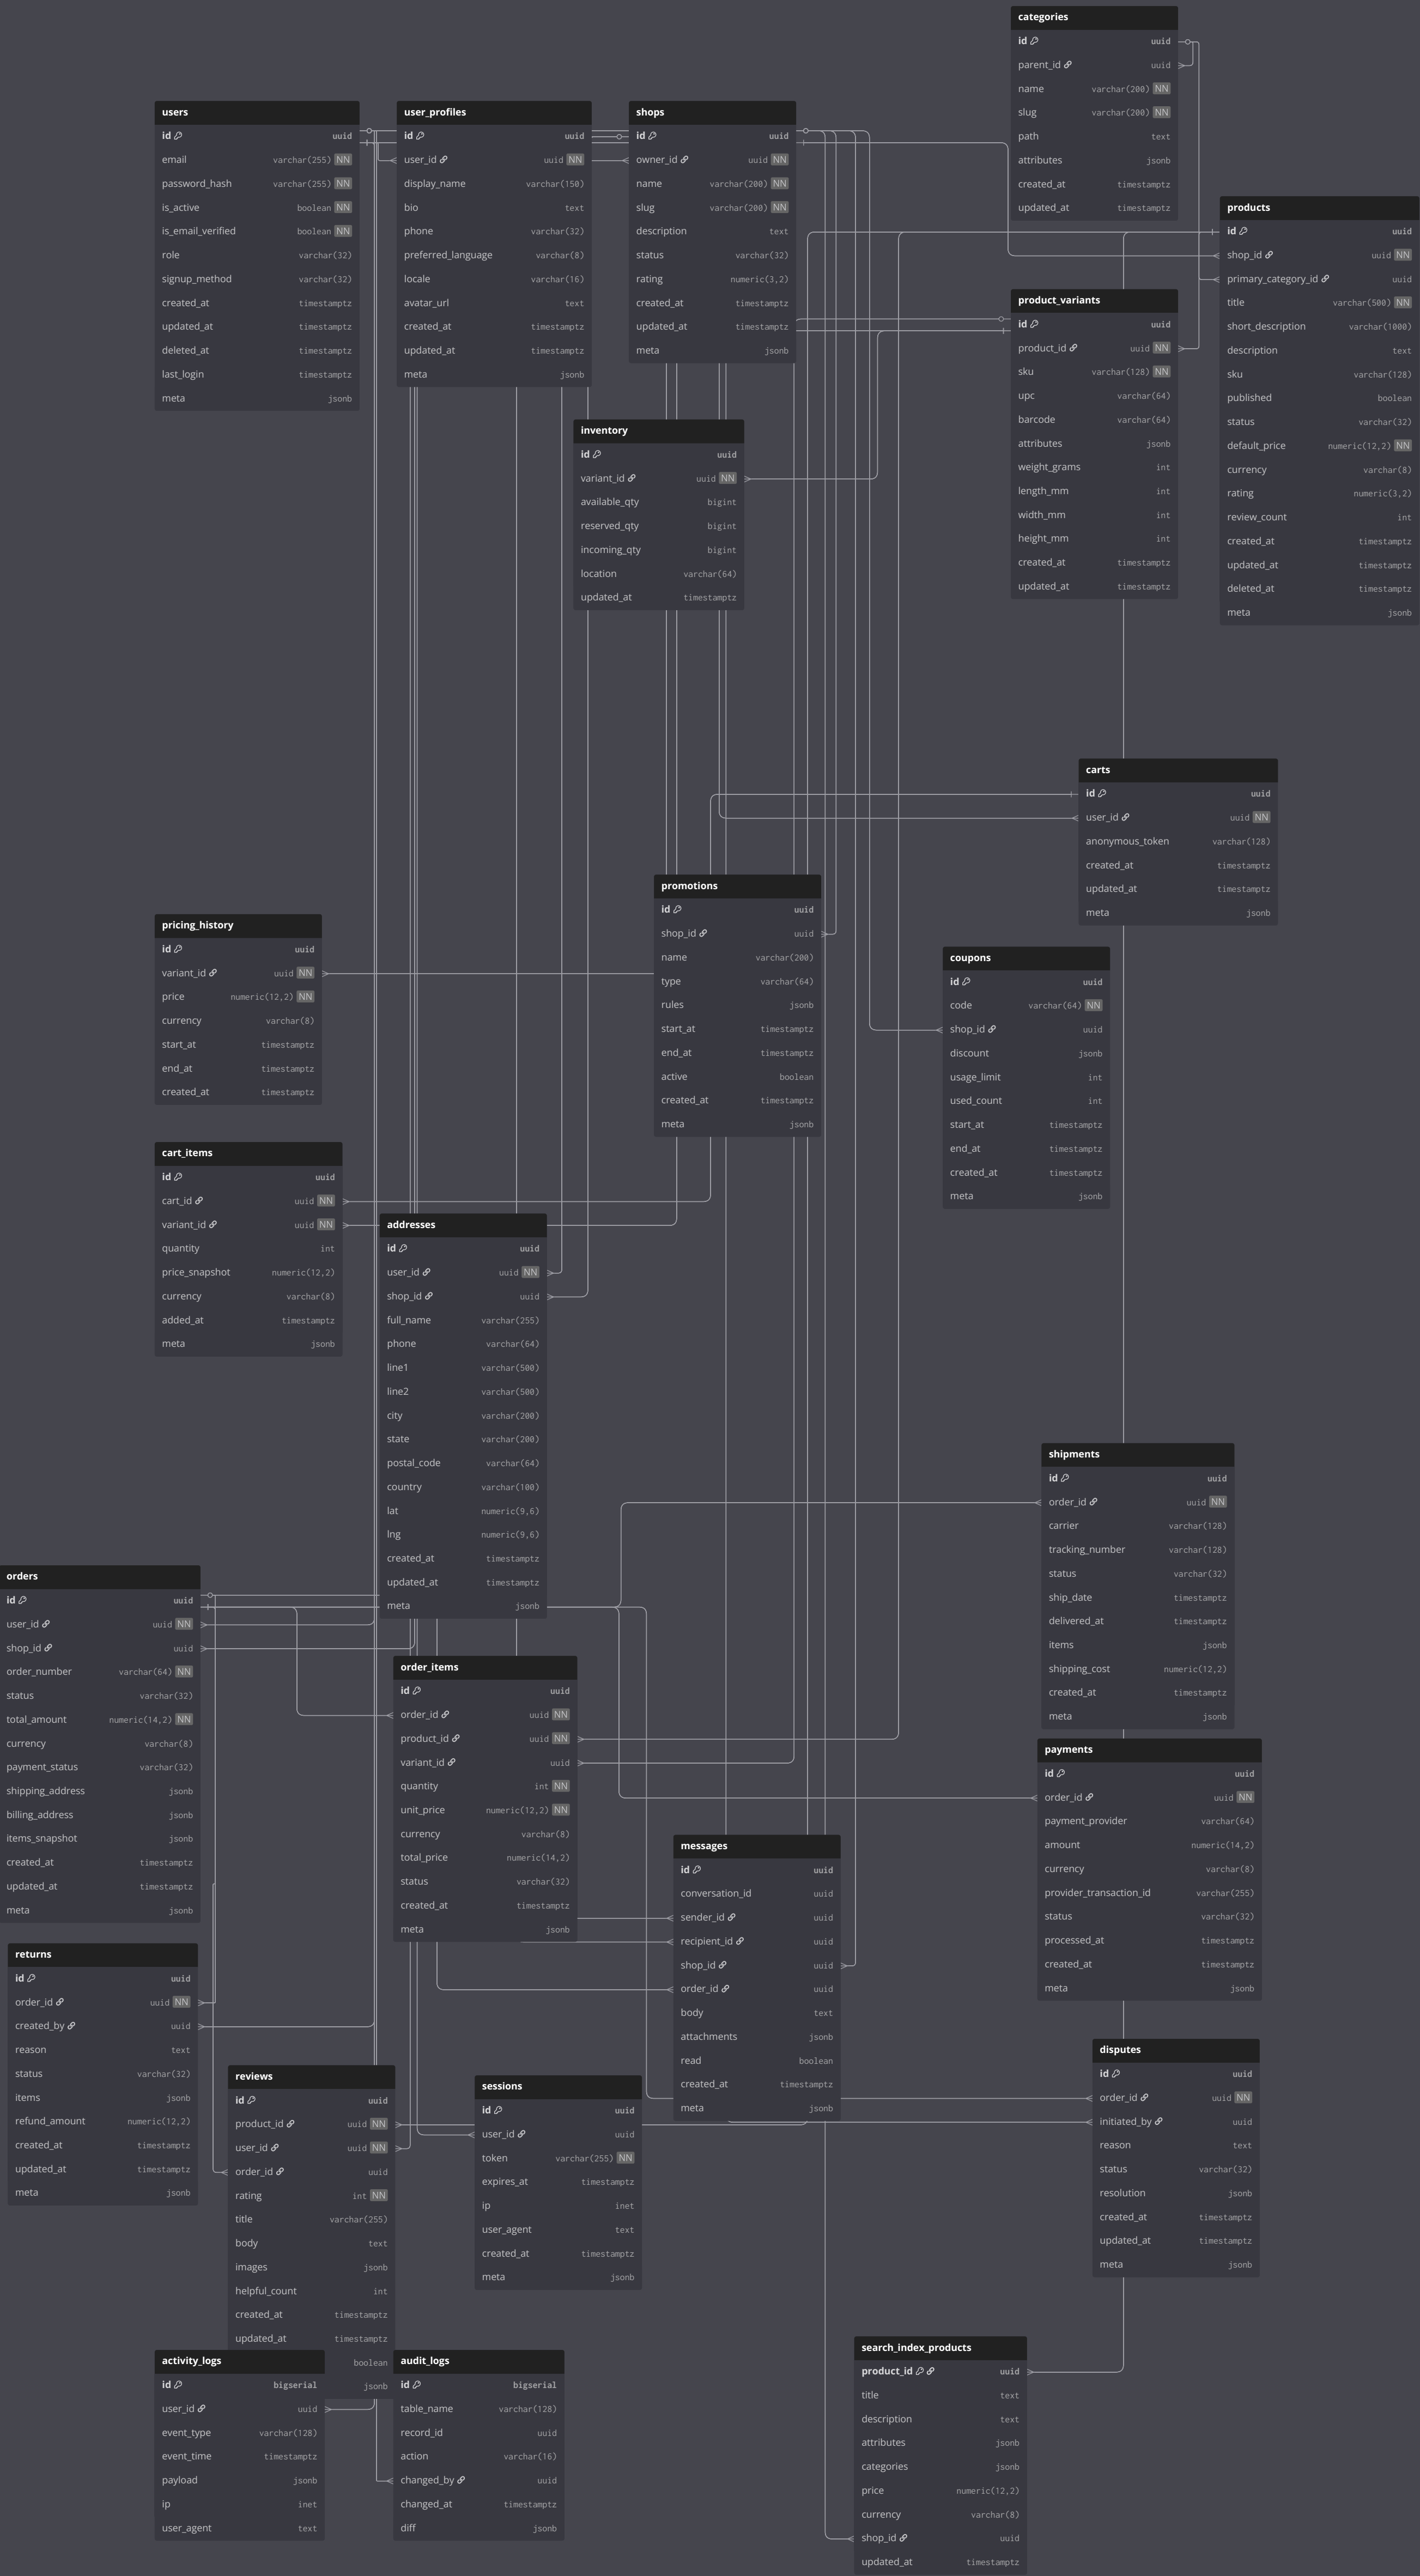 categories
id uuid
parent_id uuid
name varchar(200) NN
slug varchar(200) NN
path text
attributes jsonb
created_at timestamptz
updated_at timestamptz
users
id uuid
email varchar(255) NN
password_hash varchar(255) NN
is_active boolean NN
is_email_verified boolean NN
role varchar(32)
signup_method varchar(32)
created_at timestamptz
updated_at timestamptz
deleted_at timestamptz
last_login timestamptz
meta jsonb
user_profiles
id uuid
user_id uuid NN
display_name varchar(150)
bio text
phone varchar(32)
preferred_language varchar(8)
locale varchar(16)
avatar_url text
created_at timestamptz
updated_at timestamptz
meta jsonb
shops
id uuid
owner_id uuid NN
name varchar(200) NN
slug varchar(200) NN
description text
status varchar(32)
rating numeric(3,2)
created_at timestamptz
updated_at timestamptz
meta jsonb
products
id uuid
shop_id uuid NN
primary_category_id uuid
title varchar(500) NN
short_description varchar(1000)
description text
sku varchar(128)
published boolean
status varchar(32)
default_price numeric(12,2) NN
currency varchar(8)
rating numeric(3,2)
review_count int
created_at timestamptz
updated_at timestamptz
deleted_at timestamptz
meta jsonb
product_variants
id uuid
product_id uuid NN
sku varchar(128) NN
upc varchar(64)
barcode varchar(64)
attributes jsonb
weight_grams int
length_mm int
width_mm int
height_mm int
created_at timestamptz
updated_at timestamptz
inventory
id uuid
variant_id uuid NN
available_qty bigint
reserved_qty bigint
incoming_qty bigint
location varchar(64)
updated_at timestamptz
carts
id uuid
user_id uuid NN
anonymous_token varchar(128)
created_at timestamptz
updated_at timestamptz
meta jsonb
promotions
id uuid
shop_id uuid
name varchar(200)
type varchar(64)
rules jsonb
start_at timestamptz
end_at timestamptz
active boolean
created_at timestamptz
meta jsonb
pricing_history
id uuid
variant_id uuid NN
price numeric(12,2) NN
currency varchar(8)
start_at timestamptz
end_at timestamptz
created_at timestamptz
coupons
id uuid
code varchar(64) NN
shop_id uuid
discount jsonb
usage_limit int
used_count int
start_at timestamptz
end_at timestamptz
created_at timestamptz
meta jsonb
cart_items
id uuid
cart_id uuid NN
variant_id uuid NN
quantity int
price_snapshot numeric(12,2)
currency varchar(8)
added_at timestamptz
meta jsonb
addresses
id uuid
user_id uuid NN
shop_id uuid
full_name varchar(255)
phone varchar(64)
line1 varchar(500)
line2 varchar(500)
city varchar(200)
state varchar(200)
postal_code varchar(64)
country varchar(100)
lat numeric(9,6)
lng numeric(9,6)
created_at timestamptz
updated_at timestamptz
meta jsonb
shipments
id uuid
order_id uuid NN
carrier varchar(128)
tracking_number varchar(128)
status varchar(32)
ship_date timestamptz
delivered_at timestamptz
items jsonb
shipping_cost numeric(12,2)
created_at timestamptz
meta jsonb
orders
id uuid
user_id uuid NN
shop_id uuid
order_number varchar(64) NN
status varchar(32)
total_amount numeric(14,2) NN
currency varchar(8)
payment_status varchar(32)
shipping_address jsonb
billing_address jsonb
items_snapshot jsonb
created_at timestamptz
updated_at timestamptz
meta jsonb
order_items
id uuid
order_id uuid NN
product_id uuid NN
variant_id uuid
quantity int NN
unit_price numeric(12,2) NN
currency varchar(8)
total_price numeric(14,2)
status varchar(32)
created_at timestamptz
meta jsonb
payments
id uuid
order_id uuid NN
payment_provider varchar(64)
amount numeric(14,2)
currency varchar(8)
provider_transaction_id varchar(255)
status varchar(32)
processed_at timestamptz
created_at timestamptz
meta jsonb
messages
id uuid
conversation_id uuid
sender_id uuid
recipient_id uuid
shop_id uuid
order_id uuid
body text
attachments jsonb
read boolean
created_at timestamptz
meta jsonb
returns
id uuid
order_id uuid NN
created_by uuid
reason text
status varchar(32)
items jsonb
refund_amount numeric(12,2)
created_at timestamptz
updated_at timestamptz
meta jsonb
disputes
id uuid
order_id uuid NN
initiated_by uuid
reason text
status varchar(32)
resolution jsonb
created_at timestamptz
updated_at timestamptz
meta jsonb
reviews
id uuid
product_id uuid NN
user_id uuid NN
order_id uuid
rating int NN
title varchar(255)
body text
images jsonb
helpful_count int
created_at timestamptz
updated_at timestamptz
boolean
jsonb
sessions
id uuid
user_id uuid
token varchar(255) NN
expires_at timestamptz
ip inet
user_agent text
created_at timestamptz
meta jsonb
activity_logs
id bigserial
user_id uuid
event_type varchar(128)
event_time timestamptz
payload jsonb
ip inet
user_agent text
audit_logs
id bigserial
table_name varchar(128)
record_id uuid
action varchar(16)
changed_by uuid
changed_at timestamptz
diff jsonb
search_index_products
product_id uuid
title text
description text
attributes jsonb
categories jsonb
price numeric(12,2)
currency varchar(8)
shop_id uuid
updated_at timestamptz